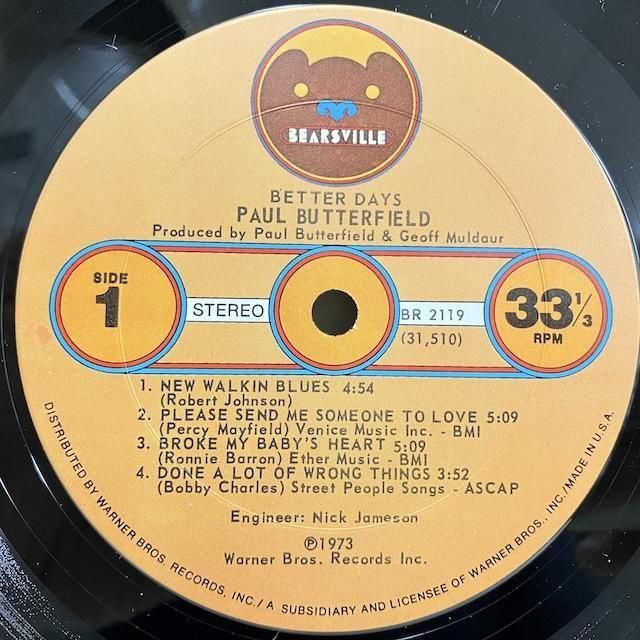 BEARSVILLE
BETTER DAYS
PAUL BUTTERFIELD
Produced by Paul Butterfield & Geoff Muldaur
SIDE
1
STEREO
BR 2119
(31,510)
33 1/3
RPM
1. NEW WALKIN BLUES 4:54
(Robert Johnson)
2. PLEASE SEND ME SOMEONE TO LOVE 5:09
(Percy Mayfield) Venice Music Inc. - BMI
3. BROKE MY BABY'S HEART 5:09
(Ronnie Barron) Ether Music - BMI
4. DONE A LOT OF WRONG THINGS 3:52
(Bobby Charles) Street People Songs - ASCAP
Engineer: Nick Jameson
℗1973
Warner Bros. Records Inc.
DISTRIBUTED BY WARNER BROS. RECORDS, INC./A SUBSIDIARY AND LICENSEE OF WARNER BROS., INC./MADE IN U.S.A.